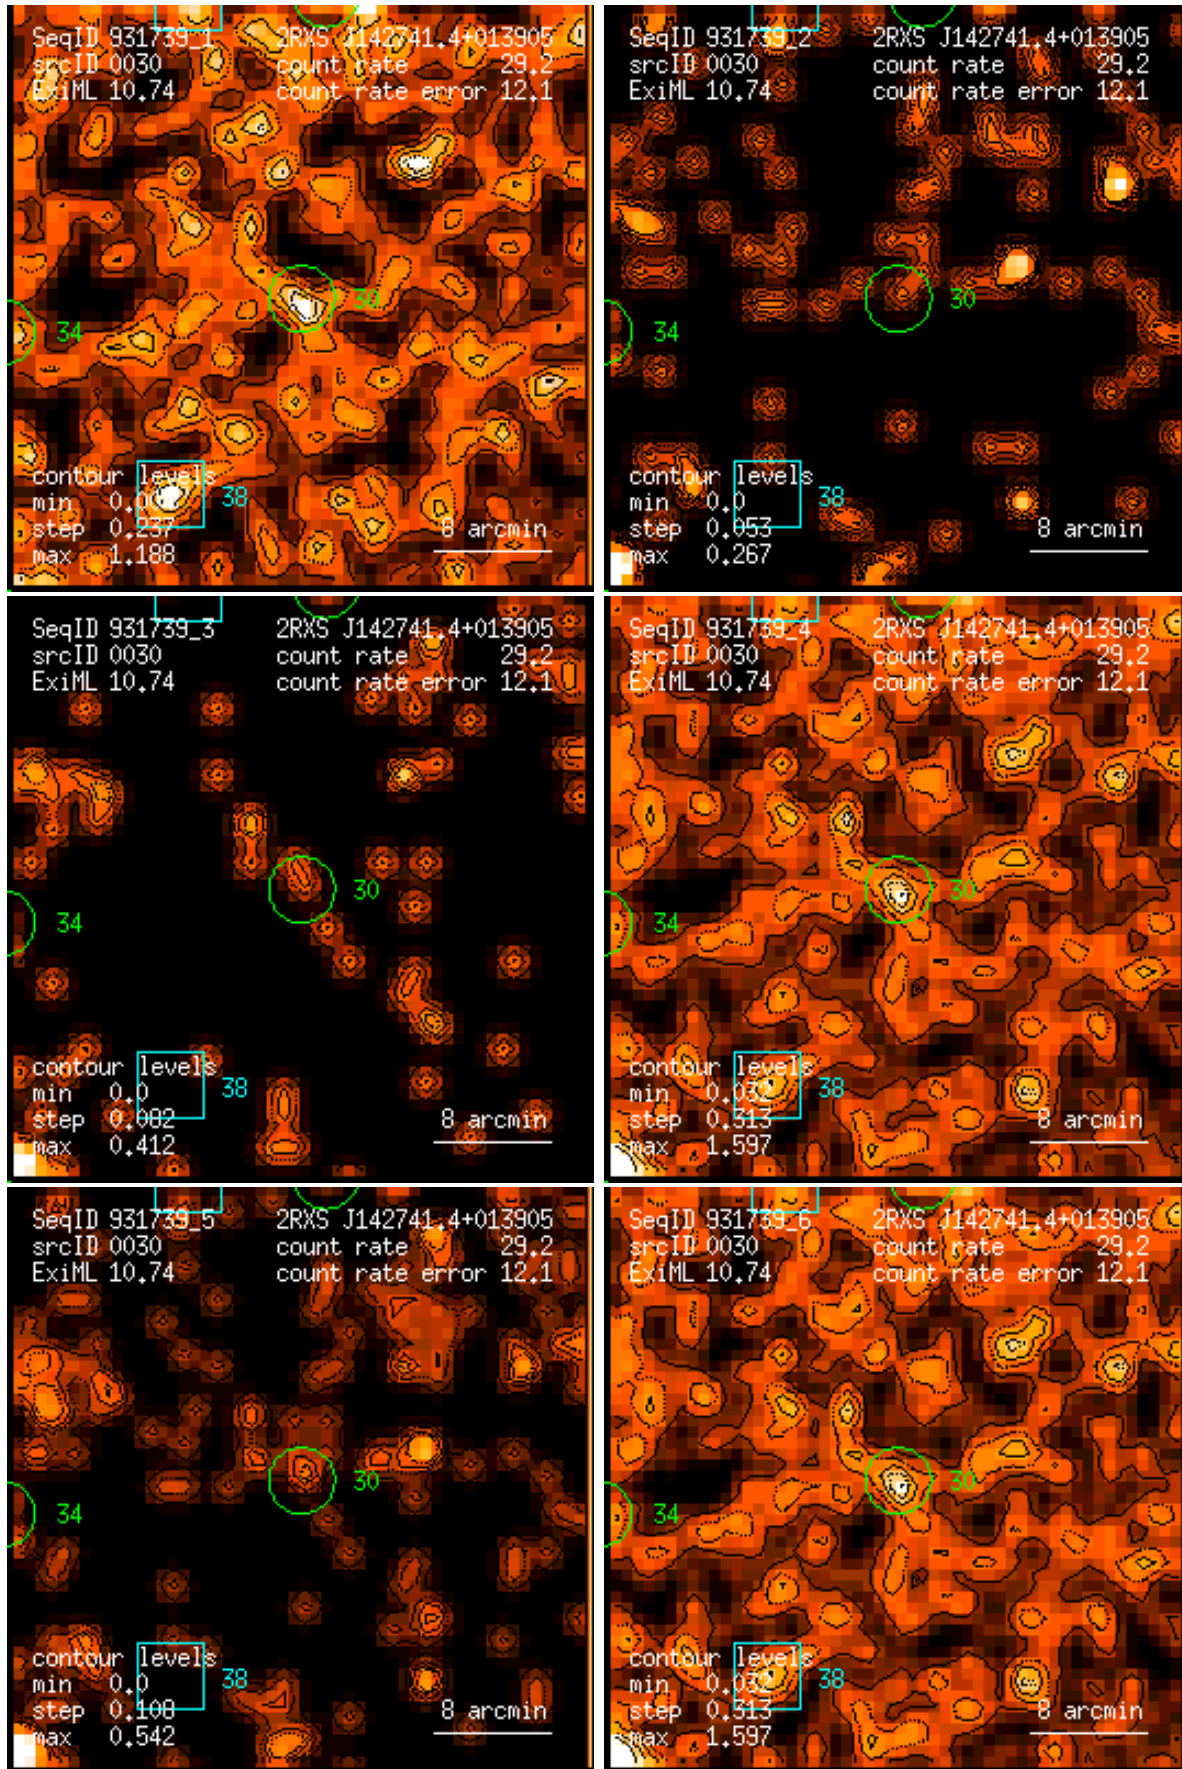 SeqID 931739_1 2RXS J142741.4+013905
srcID 0030 count rate 29.2
ExiML 10.74 count rate error 12.1
30
34
contour levels
min 0.0
38
step 0.237
8 arcmin
max 1.188
SeqID 931739_2 2RXS J142741.4+013905
srcID 0030 count rate 29.2
ExiML 10.74 count rate error 12.1
30
34
contour levels
min 0.0
38
step 0.053
8 arcmin
max 0.267
SeqID 931739_3 2RXS J142741.4+013905
srcID 0030 count rate 29.2
ExiML 10.74 count rate error 12.1
30
34
contour levels
min 0.0
38
step 0.082
8 arcmin
max 0.412
SeqID 931739_4 2RXS J142741.4+013905
srcID 0030 count rate 29.2
ExiML 10.74 count rate error 12.1
30
34
contour levels
min 0.032
38
step 0.313
8 arcmin
max 1.597
SeqID 931739_5 2RXS J142741.4+013905
srcID 0030 count rate 29.2
ExiML 10.74 count rate error 12.1
30
34
contour levels
min 0.0
38
step 0.108
8 arcmin
max 0.542
SeqID 931739_6 2RXS J142741.4+013905
srcID 0030 count rate 29.2
ExiML 10.74 count rate error 12.1
30
34
contour levels
min 0.032
38
step 0.313
8 arcmin
max 1.597